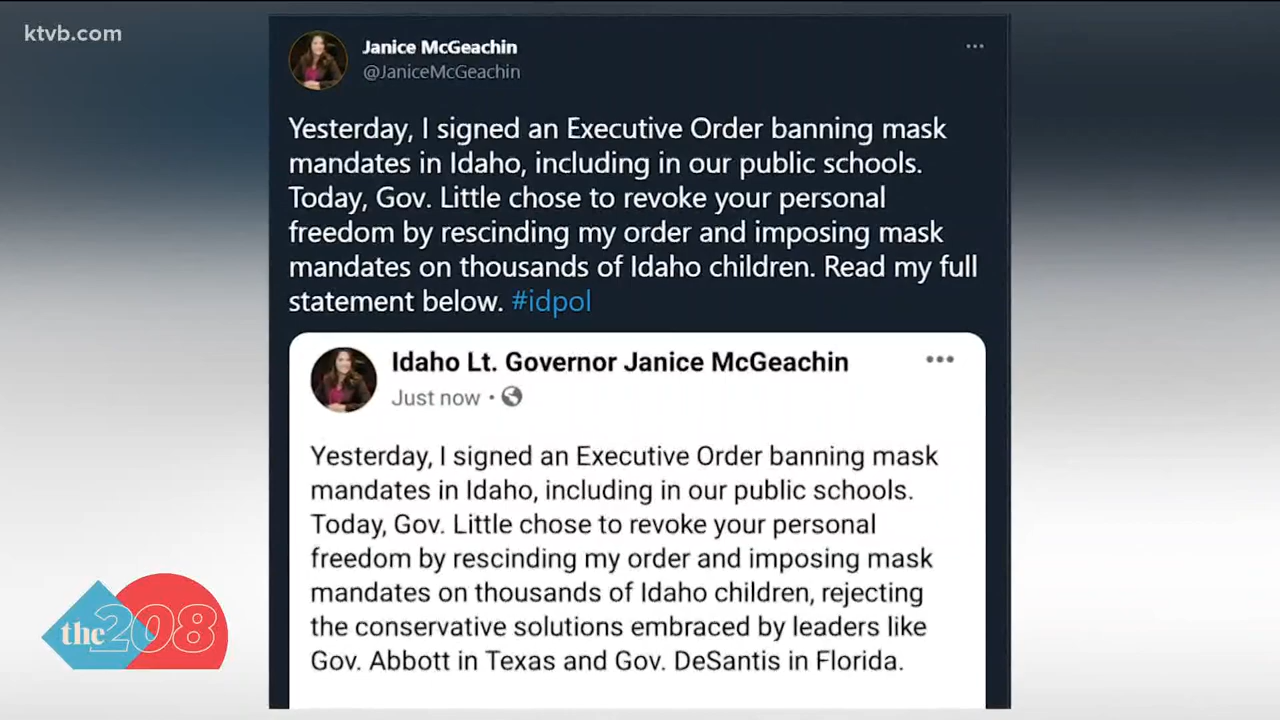 ktvb.com
Janice McGeachin
@JaniceMcGeachin
Yesterday, I signed an Executive Order banning mask
mandates in Idaho, including in our public schools.
Today, Gov. Little chose to revoke your personal
freedom by rescinding my order and imposing mask
mandates on thousands of Idaho children. Read my full
statement below. #idpol
Idaho Lt. Governor Janice McGeachin
Just now •
Yesterday, I signed an Executive Order banning mask
mandates in Idaho, including in our public schools.
Today, Gov. Little chose to revoke your personal
freedom by rescinding my order and imposing mask
mandates on thousands of Idaho children, rejecting
the conservative solutions embraced by leaders like
Gov. Abbott in Texas and Gov. DeSantis in Florida.
the 208